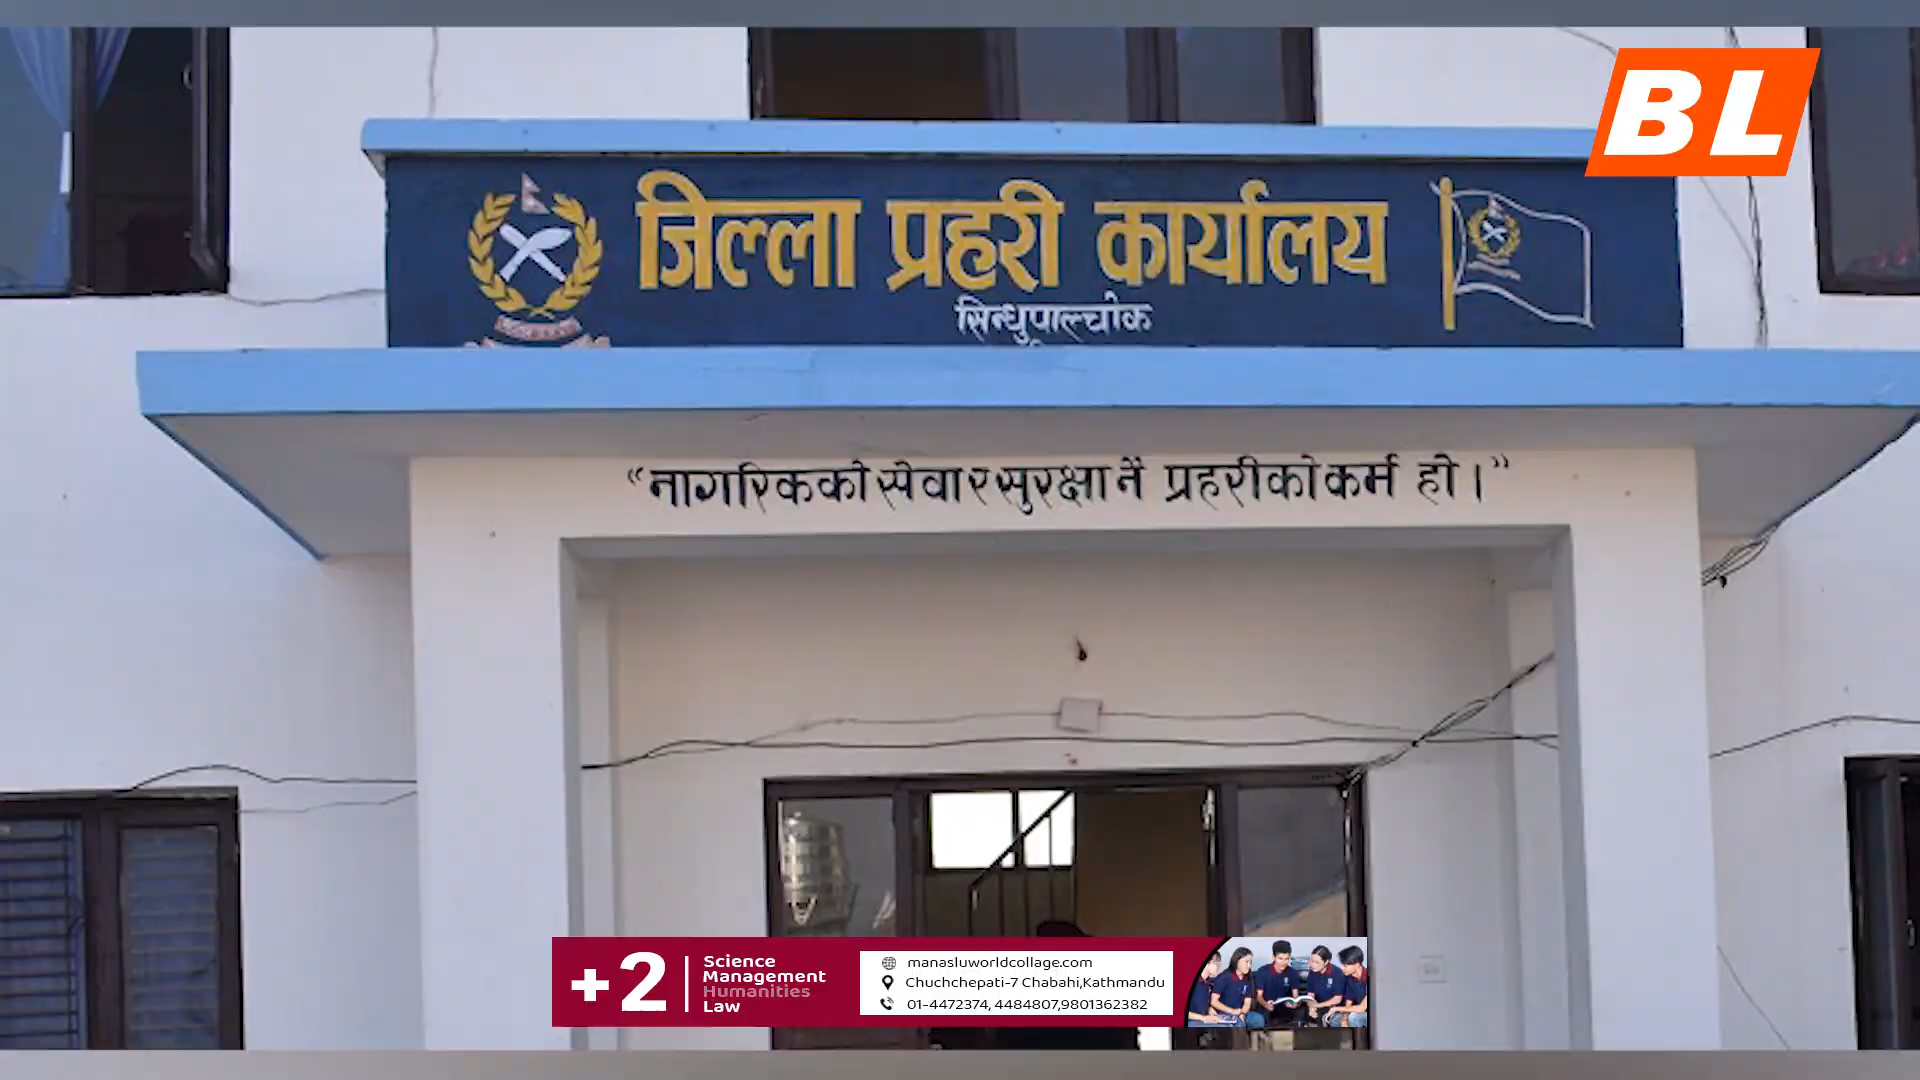 BL
जिल्ला प्रहरी कार्यालय
सिन्धुपाल्चोक
“नागरिकको सेवा र सुरक्षा नै प्रहरीको कर्म हो।”
+2
Science
Management
Humanities
Law
manasluworldcollage.com
Chuchchepati-7 Chabahi,Kathmandu
01-4472374, 4484807,9801362382